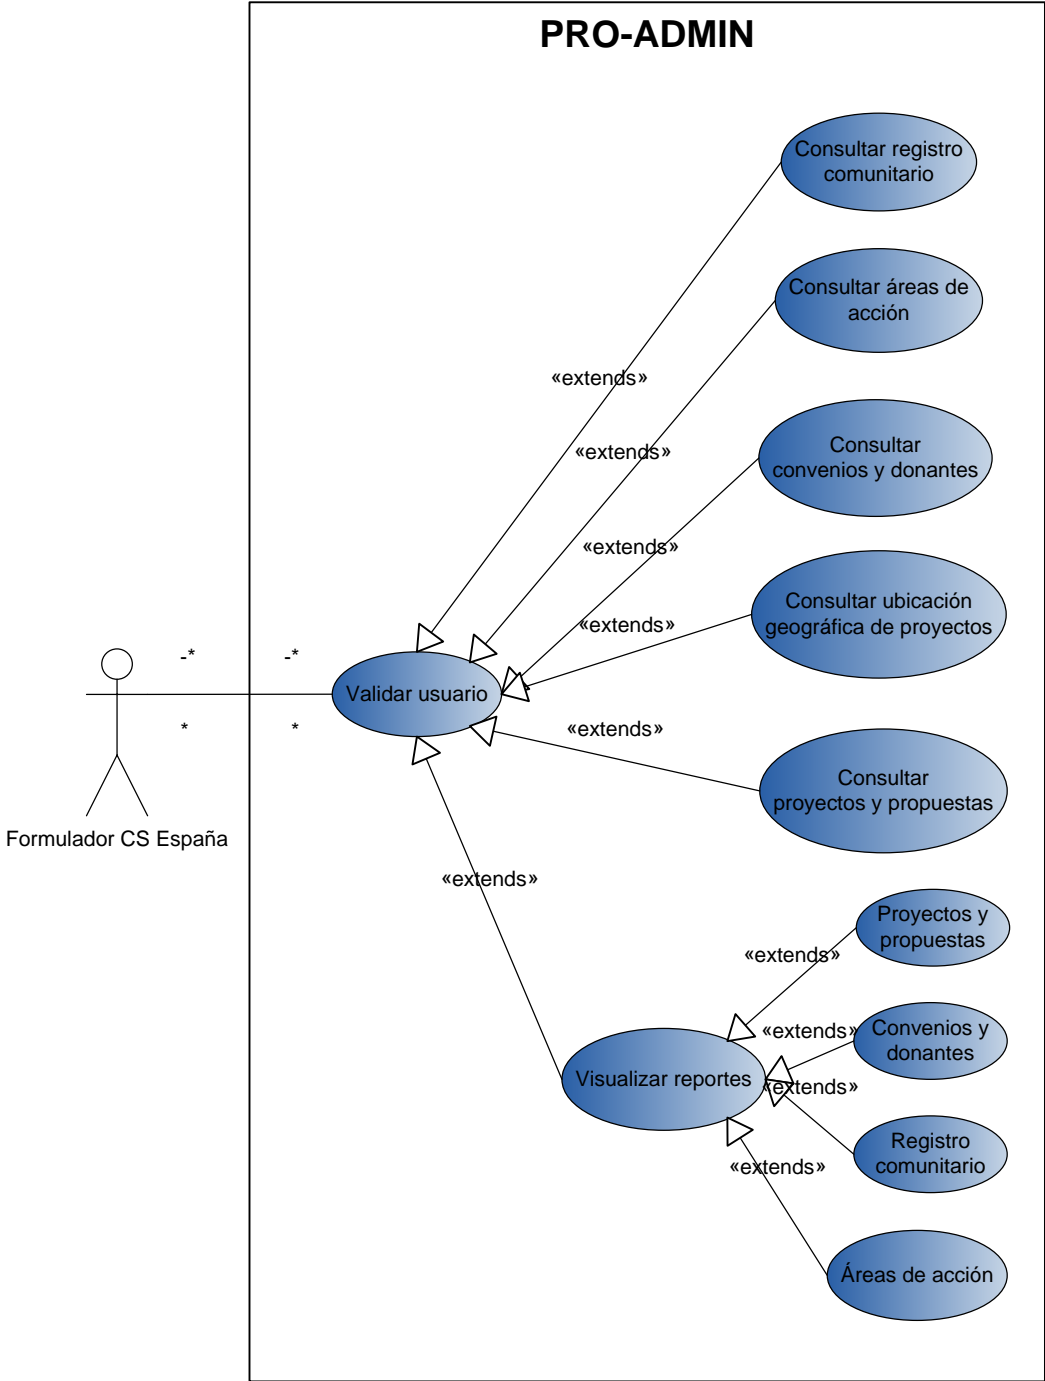 PRO-ADMIN
Consultar registro
comunitario
Consultar áreas de
acción
«extends»
«extends»
Consultar
convenios y donantes
«extends»
Consultar ubicación
geográfica de proyectos
«extends»
-*
-*
Validar usuario
*
*
«extends»
Consultar
proyectos y propuestas
Formulador CS España
«extends»
Proyectos y
propuestas
«extends»
Convenios y
donantes
«extends»
Visualizar reportes
«extends»
Registro
comunitario
«extends»
Áreas de acción